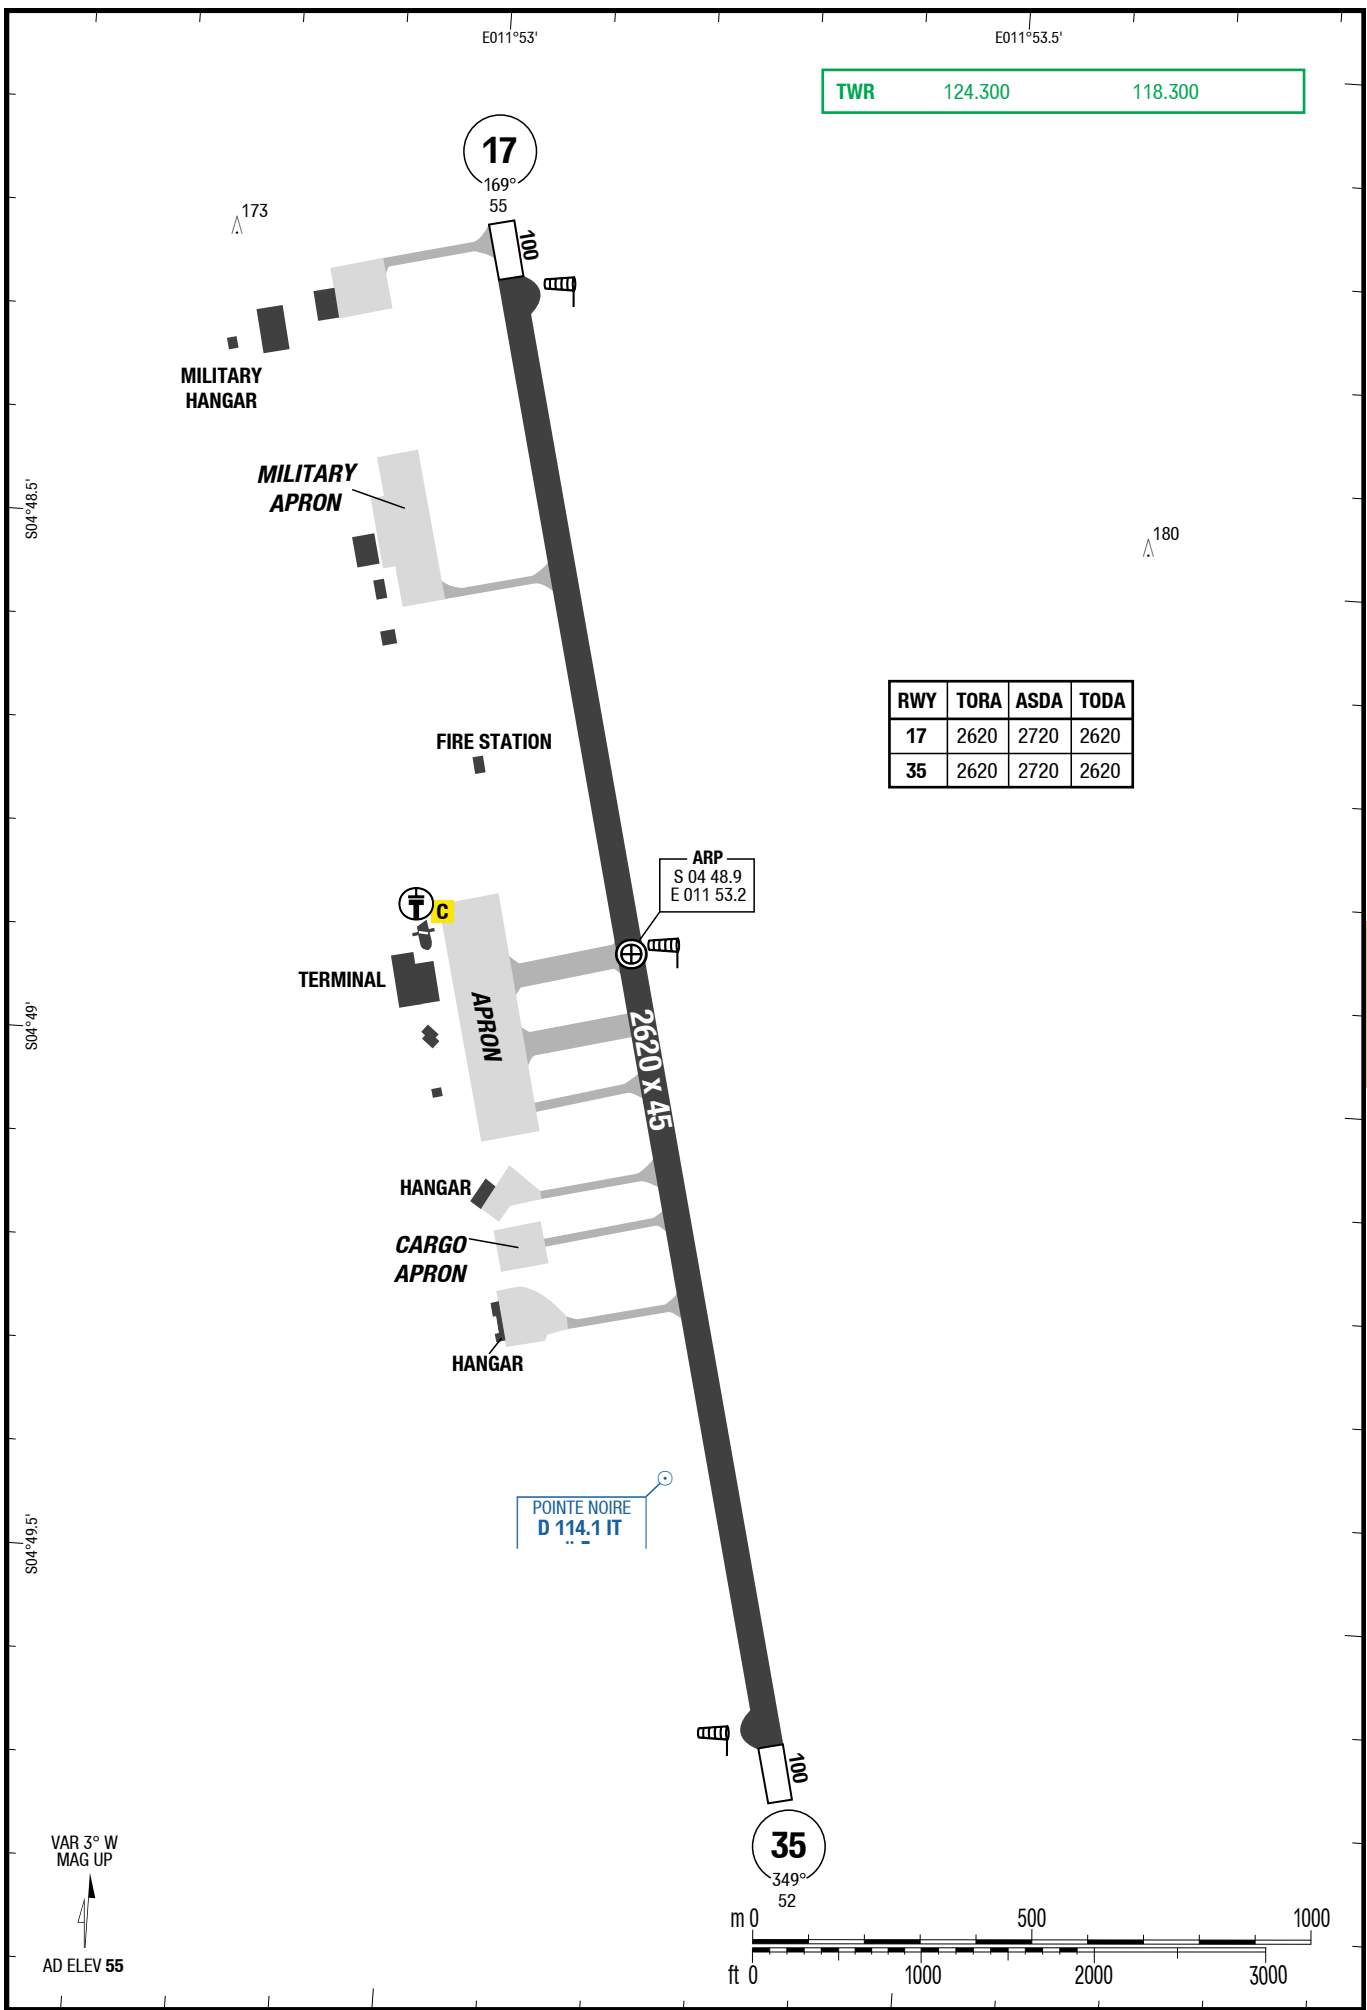 E011°53'
E011°53.5'
TWR 124.300 118.300
17
169°
55
100
173
MILITARY
HANGAR
MILITARY
APRON
S04°48.5'
180
RWY TORA ASDA TODA
17 2620 2720 2620
35 2620 2720 2620
FIRE STATION
ARP
S 04 48.9
E 011 53.2
C
TERMINAL
APRON
S04°49'
2620 x 45
HANGAR
CARGO
APRON
HANGAR
POINTE NOIRE
D 114.1 IT
S04°49.5'
100
35
349°
52
VAR 3° W
MAG UP
AD ELEV 55
m 0 500 1000
ft 0 1000 2000 3000